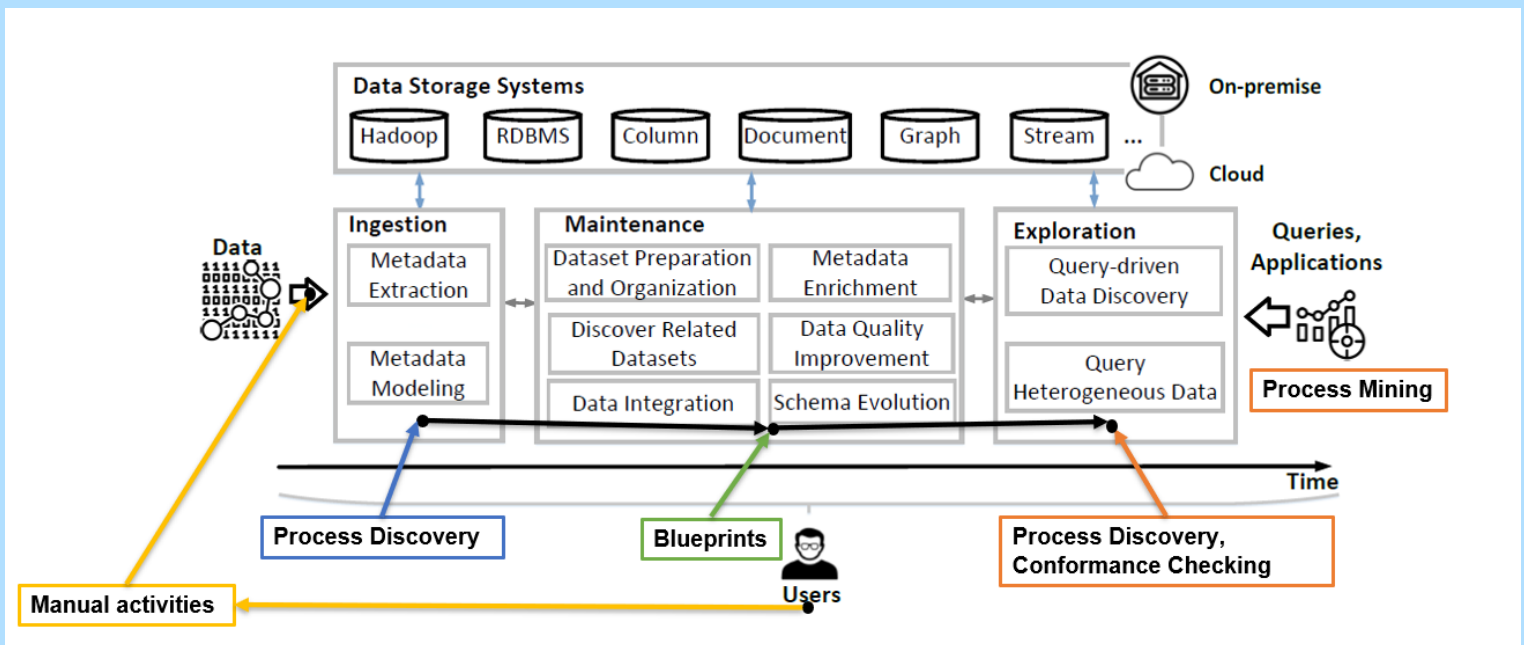 Data Storage Systems
Hadoop
RDBMS
Column
Document
Graph
Stream
...
On-premise
Cloud
Data
1111
111111
Ingestion
Metadata
Extraction
Metadata
Modeling
Maintenance
Dataset Preparation
and Organization
Metadata
Enrichment
Discover Related
Datasets
Data Quality
Improvement
Data Integration
Schema Evolution
Exploration
Query-driven
Data Discovery
Query
Heterogeneous Data
Queries,
Applications
Process Mining
Time
Process Discovery
Blueprints
Process Discovery,
Conformance Checking
Users
Manual activities